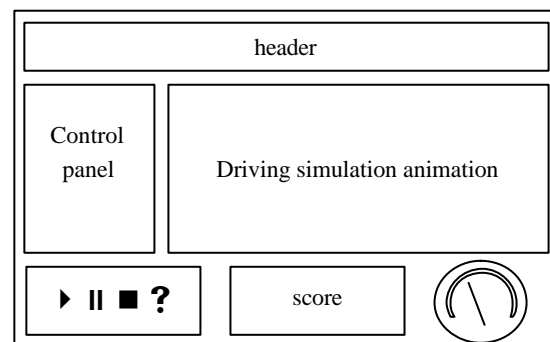 header
Control
panel
Driving simulation animation
?
score